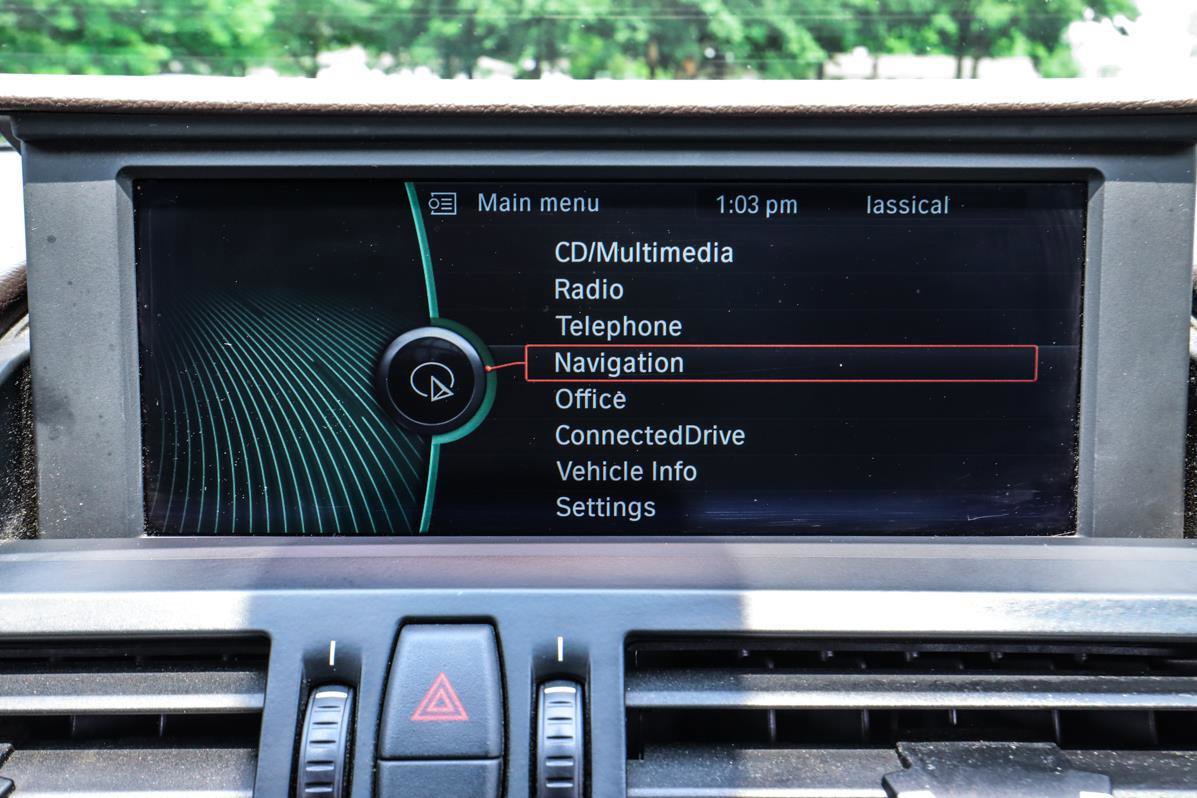 Main menu 1:03 pm lassical
CD/Multimedia
Radio
Telephone
Navigation
Office
ConnectedDrive
Vehicle Info
Settings